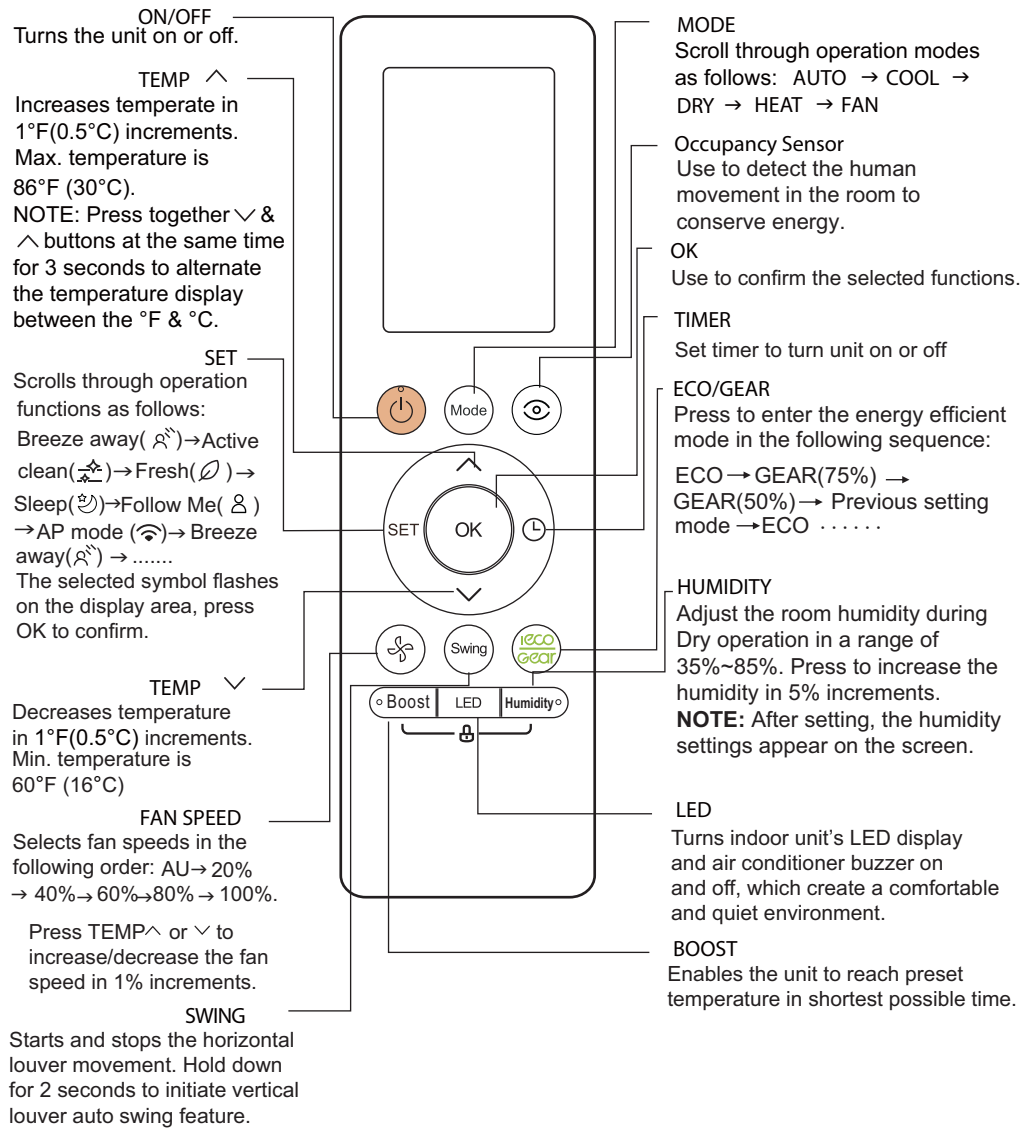 ON/OFF
Turns the unit on or off.
TEMP
Increases temperate in
1°F(0.5°C) increments.
Max. temperature is
86°F (30°C).
NOTE: Press together &
buttons at the same time
for 3 seconds to alternate
the temperature display
between the °F & °C.
SET
Scrolls through operation
functions as follows:
Breeze away( )→Active
clean( )→Fresh( )→
Sleep( )→Follow Me( )
→AP mode ( )→ Breeze
away( ) → .......
The selected symbol flashes
on the display area, press
OK to confirm.
TEMP
Decreases temperature
in 1°F(0.5°C) increments.
Min. temperature is
60°F (16°C)
FAN SPEED
Selects fan speeds in the
following order: AU→ 20%
→ 40%→ 60%→80% → 100%.
Press TEMP or to
increase/decrease the fan
speed in 1% increments.
SWING
Starts and stops the horizontal
louver movement. Hold down
for 2 seconds to initiate vertical
louver auto swing feature.
Mode
SET
OK
Swing
IECO
Gear
Boost
LED
Humidity
MODE
Scroll through operation modes
as follows: AUTO → COOL →
DRY → HEAT → FAN
Occupancy Sensor
Use to detect the human
movement in the room to
conserve energy.
OK
Use to confirm the selected functions.
TIMER
Set timer to turn unit on or off
ECO/GEAR
Press to enter the energy efficient
mode in the following sequence:
ECO→GEAR(75%) →
GEAR(50%)→ Previous setting
mode →ECO · · · · · ·
HUMIDITY
Adjust the room humidity during
Dry operation in a range of
35%~85%. Press to increase the
humidity in 5% increments.
NOTE: After setting, the humidity
settings appear on the screen.
LED
Turns indoor unit's LED display
and air conditioner buzzer on
and off, which create a comfortable
and quiet environment.
BOOST
Enables the unit to reach preset
temperature in shortest possible time.